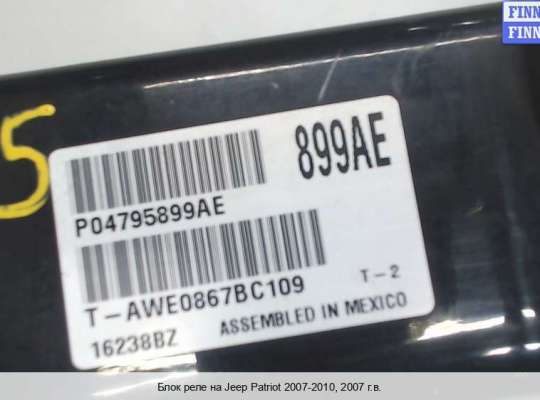 FINN
FINN
5
899AE
P04795899AE
T-AWE0867BC109
T-2
16238BZ
ASSEMBLED IN MEXICO
Блок реле на Jeep Patriot 2007-2010, 2007 г.в.